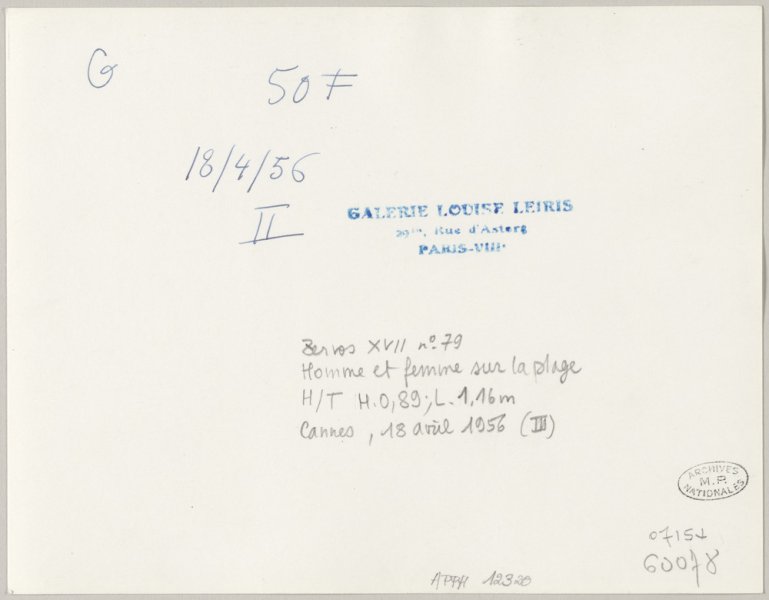 G
50 F
18/4/56
II
GALERIE LOUISE LEIRIS
29bis, Rue d'Astorg
PARIS-VIIIe
Zervos XVII nº 79
Homme et femme sur la plage
H/T H.0,89; L.1,16m
Cannes, 18 avril 1956 (III)
ARCHIVES
M.P.
NATIONALES
60078
APPH 12320